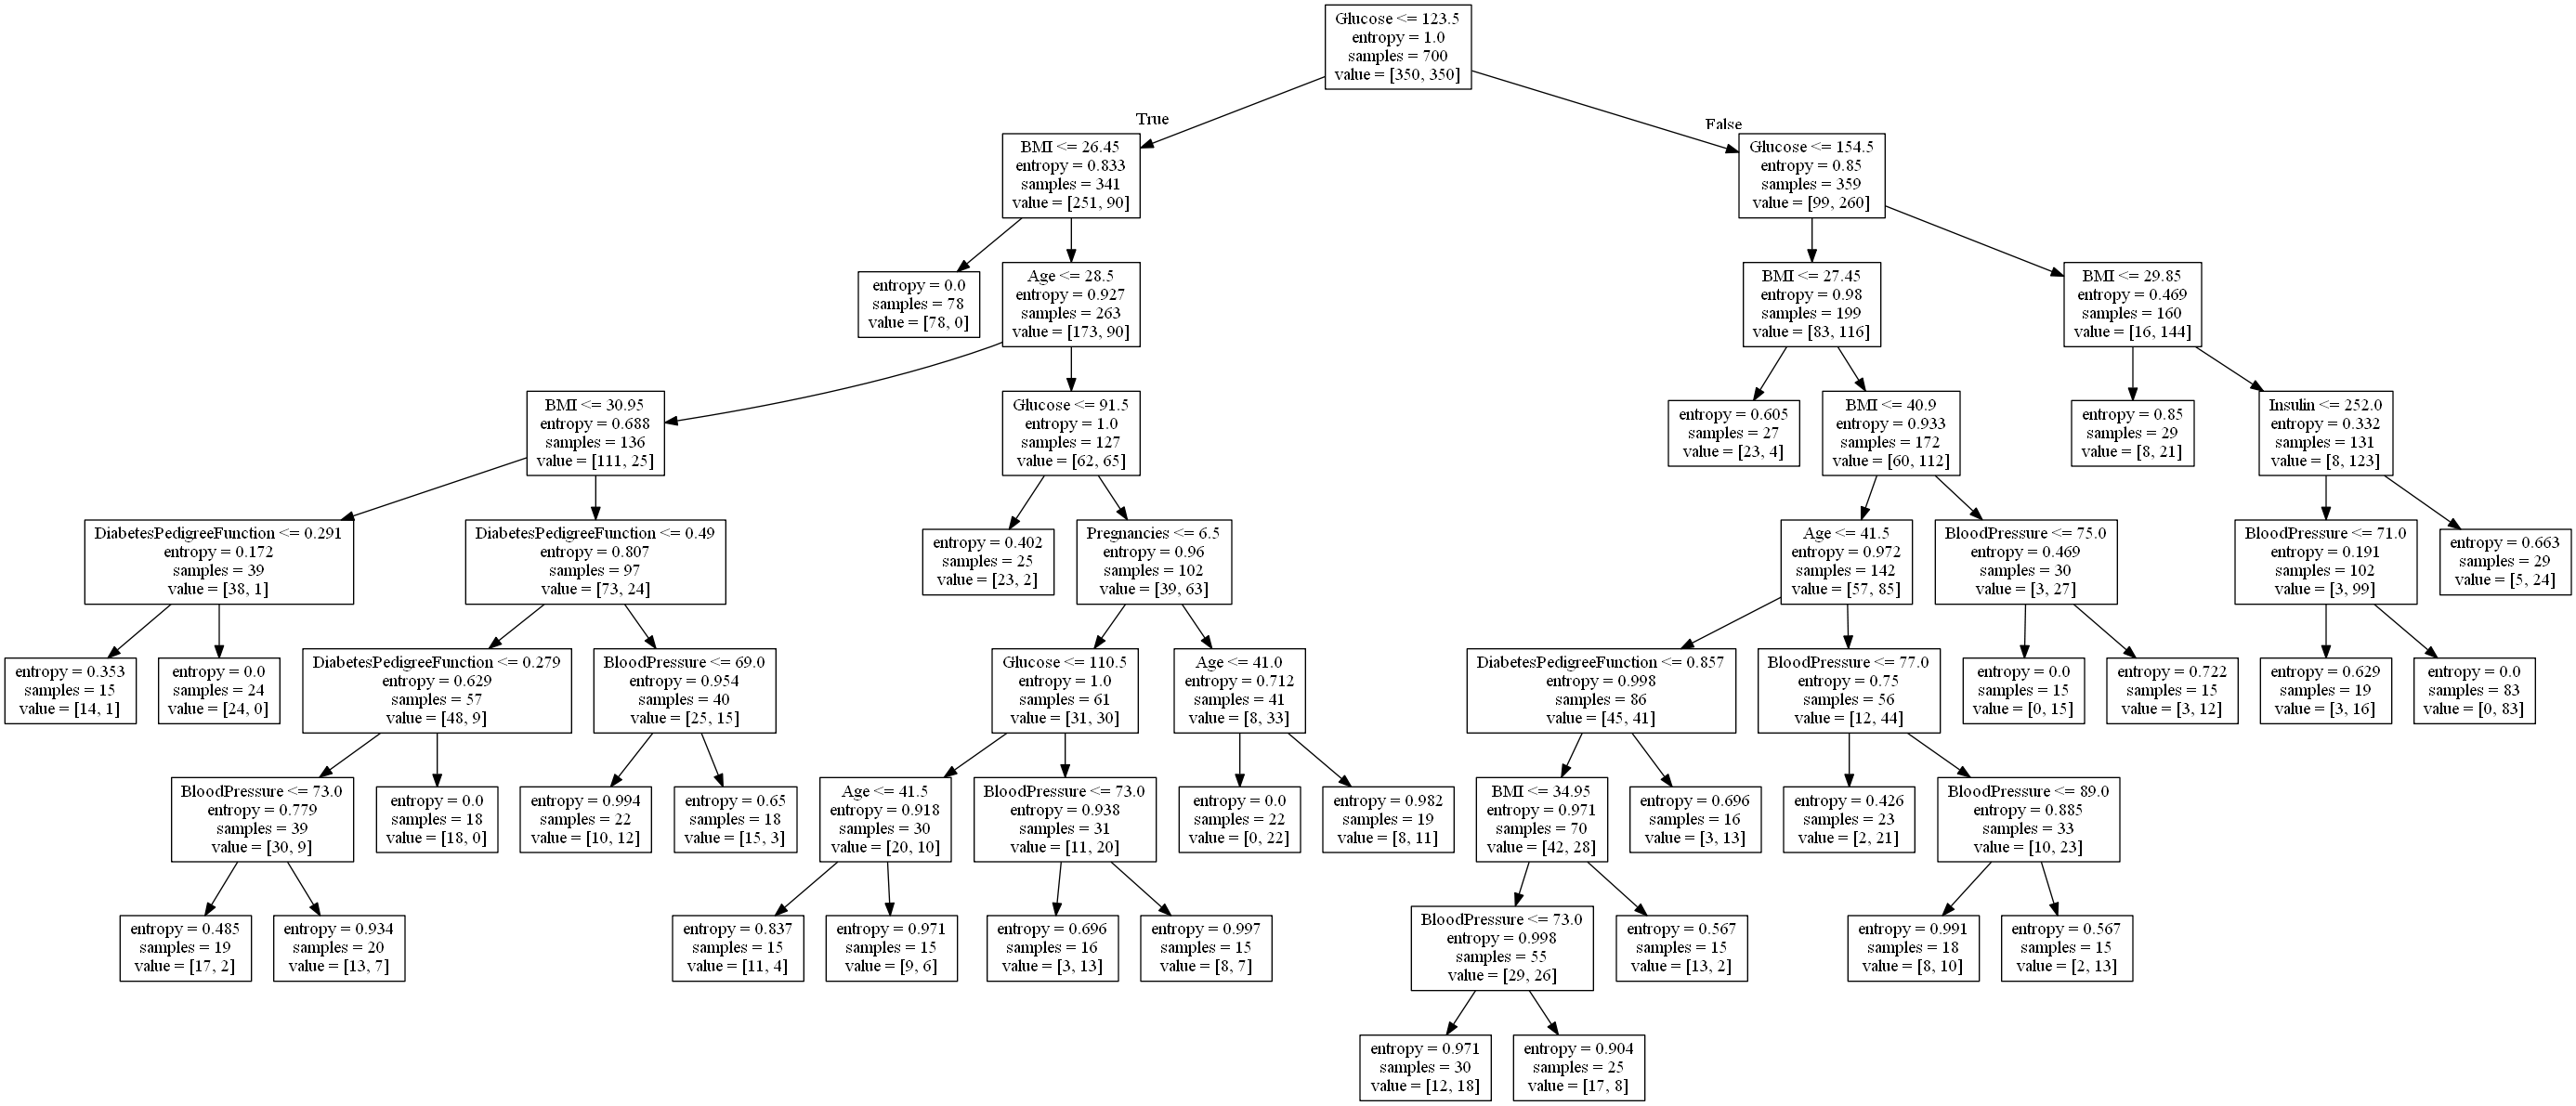 Glucose <= 123.5
entropy = 1.0
samples = 700
value = [350, 350]
True
False
BMI <= 26.45
entropy = 0.833
samples = 341
value = [251, 90]
Glucose <= 154.5
entropy = 0.85
samples = 359
value = [99, 260]
entropy = 0.0
samples = 78
value = [78, 0]
Age <= 28.5
entropy = 0.927
samples = 263
value = [173, 90]
BMI <= 27.45
entropy = 0.98
samples = 199
value = [83, 116]
BMI <= 29.85
entropy = 0.469
samples = 160
value = [16, 144]
BMI <= 30.95
entropy = 0.688
samples = 136
value = [111, 25]
Glucose <= 91.5
entropy = 1.0
samples = 127
value = [62, 65]
entropy = 0.605
samples = 27
value = [23, 4]
BMI <= 40.9
entropy = 0.933
samples = 172
value = [60, 112]
entropy = 0.85
samples = 29
value = [8, 21]
Insulin <= 252.0
entropy = 0.332
samples = 131
value = [8, 123]
DiabetesPedigreeFunction <= 0.291
entropy = 0.172
samples = 39
value = [38, 1]
DiabetesPedigreeFunction <= 0.49
entropy = 0.807
samples = 97
value = [73, 24]
entropy = 0.402
samples = 25
value = [23, 2]
Pregnancies <= 6.5
entropy = 0.96
samples = 102
value = [39, 63]
Age <= 41.5
entropy = 0.972
samples = 142
value = [57, 85]
BloodPressure <= 75.0
entropy = 0.469
samples = 30
value = [3, 27]
BloodPressure <= 71.0
entropy = 0.191
samples = 102
value = [3, 99]
entropy = 0.663
samples = 29
value = [5, 24]
entropy = 0.353
samples = 15
value = [14, 1]
entropy = 0.0
samples = 24
value = [24, 0]
DiabetesPedigreeFunction <= 0.279
entropy = 0.629
samples = 57
value = [48, 9]
BloodPressure <= 69.0
entropy = 0.954
samples = 40
value = [25, 15]
Glucose <= 110.5
entropy = 1.0
samples = 61
value = [31, 30]
Age <= 41.0
entropy = 0.712
samples = 41
value = [8, 33]
DiabetesPedigreeFunction <= 0.857
entropy = 0.998
samples = 86
value = [45, 41]
BloodPressure <= 77.0
entropy = 0.75
samples = 56
value = [12, 44]
entropy = 0.0
samples = 15
value = [0, 15]
entropy = 0.722
samples = 15
value = [3, 12]
entropy = 0.629
samples = 19
value = [3, 16]
entropy = 0.0
samples = 83
value = [0, 83]
BloodPressure <= 73.0
entropy = 0.779
samples = 39
value = [30, 9]
entropy = 0.0
samples = 18
value = [18, 0]
entropy = 0.994
samples = 22
value = [10, 12]
entropy = 0.65
samples = 18
value = [15, 3]
Age <= 41.5
entropy = 0.918
samples = 30
value = [20, 10]
BloodPressure <= 73.0
entropy = 0.938
samples = 31
value = [11, 20]
entropy = 0.0
samples = 22
value = [0, 22]
entropy = 0.982
samples = 19
value = [8, 11]
BMI <= 34.95
entropy = 0.971
samples = 70
value = [42, 28]
entropy = 0.696
samples = 16
value = [3, 13]
entropy = 0.426
samples = 23
value = [2, 21]
BloodPressure <= 89.0
entropy = 0.885
samples = 33
value = [10, 23]
entropy = 0.485
samples = 19
value = [17, 2]
entropy = 0.934
samples = 20
value = [13, 7]
entropy = 0.837
samples = 15
value = [11, 4]
entropy = 0.971
samples = 15
value = [9, 6]
entropy = 0.696
samples = 16
value = [3, 13]
entropy = 0.997
samples = 15
value = [8, 7]
BloodPressure <= 73.0
entropy = 0.998
samples = 55
value = [29, 26]
entropy = 0.567
samples = 15
value = [13, 2]
entropy = 0.991
samples = 18
value = [8, 10]
entropy = 0.567
samples = 15
value = [2, 13]
entropy = 0.971
samples = 30
value = [12, 18]
entropy = 0.904
samples = 25
value = [17, 8]